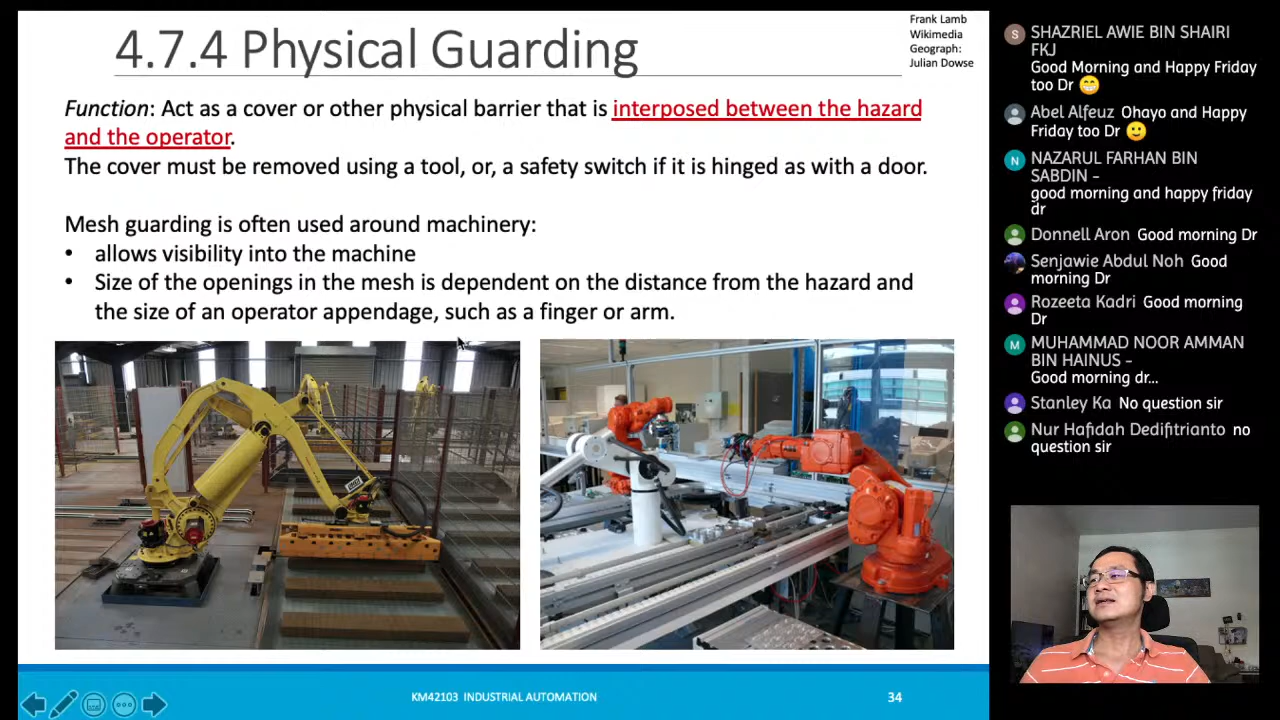 4.7.4 Physical Guarding
Frank Lamb
Wikimedia
Geograph:
Julian Dowse
Function: Act as a cover or other physical barrier that is interposed between the hazard
and the operator.
The cover must be removed using a tool, or, a safety switch if it is hinged as with a door.
Mesh guarding is often used around machinery:
• allows visibility into the machine
• Size of the openings in the mesh is dependent on the distance from the hazard and
the size of an operator appendage, such as a finger or arm.
KM42103 INDUSTRIAL AUTOMATION
34
S
SHAZRIEL AWIE BIN SHAIRI
FKJ
Good Morning and Happy Friday
too Dr 😁
Abel Alfeuz Ohayo and Happy
Friday too Dr 🙂
N
NAZARUL FARHAN BIN
SABDIN -
good morning and happy friday
dr
Donnell Aron Good morning Dr
Senjawie Abdul Noh Good
morning Dr
Rozeeta Kadri Good morning
Dr
M
MUHAMMAD NOOR AMMAN
BIN HAINUS -
Good morning dr...
Stanley Ka No question sir
Nur Hafidah Dedifitrianto no
question sir